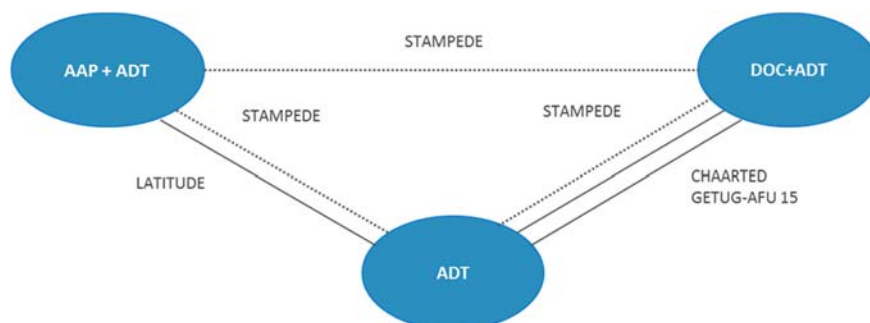 STAMPEDE
AAP + ADT
DOC+ADT
STAMPEDE
STAMPEDE
LATITUDE
CHAARTED
GETUG-AFU 15
ADT